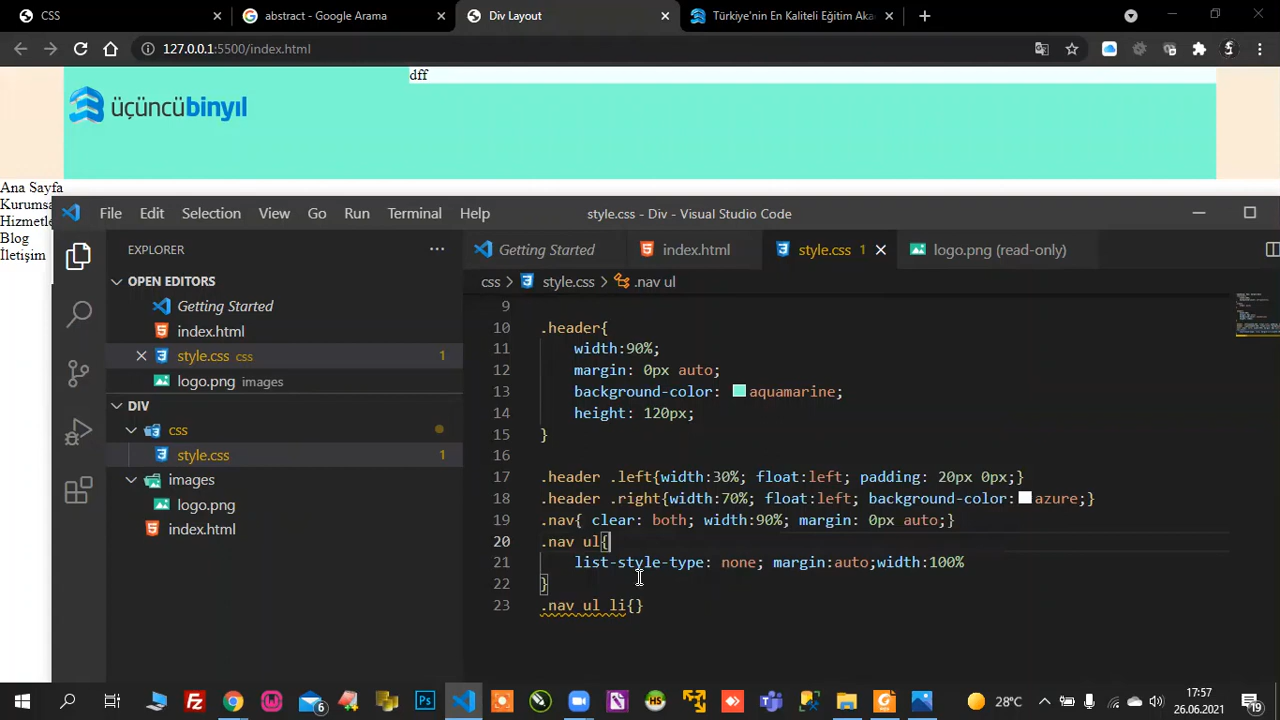 CSS
abstract - Google Arama
Div Layout
Türkiye'nin En Kaliteli Eğitim Aka
127.0.0.1:5500/index.html
dff
üçüncübinyıl
Ana Sayfa
Kurumsa
Hizmetle
Blog
İletişim
File Edit Selection View Go Run Terminal Help
style.css - Div - Visual Studio Code
EXPLORER
Getting Started
index.html
style.css 1
logo.png (read-only)
OPEN EDITORS
css > style.css > .nav ul
Getting Started
index.html
style.css css 1
logo.png images
DIV
css
style.css 1
images
logo.png
index.html
9
10 .header{
11 width:90%;
12 margin: 0px auto;
13 background-color: aquamarine;
14 height: 120px;
15 }
16
17 .header .left{width:30%; float:left; padding: 20px 0px;}
18 .header .right{width:70%; float:left; background-color: azure;}
19 .nav{ clear: both; width:90%; margin: 0px auto;}
20 .nav ul{
21 list-style-type: none; margin:auto;width:100%
22 }
23 .nav ul li{}
6
28°C
17:57
26.06.2021
19